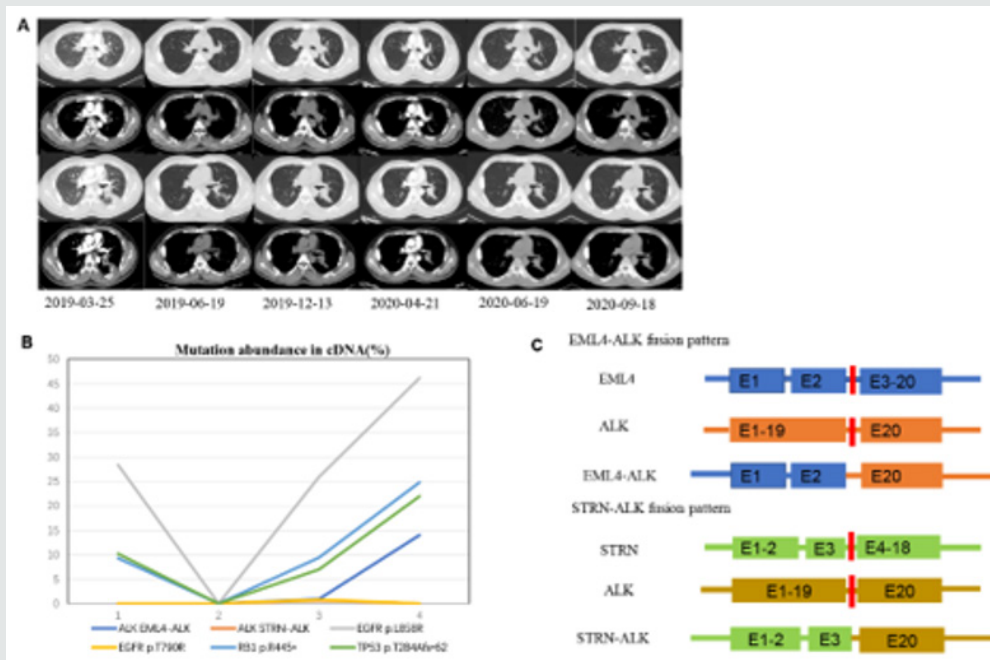 A
2019-03-25 2019-06-19 2019-12-13 2020-04-21 2020-06-19 2020-09-18
B
Mutation abundance in cDNA(%)
50
45
40
35
30
25
20
15
10
5
0
1 2 3 4
ALK EML4-ALK ALK STRN-ALK EGFR p.L858R
EGFR p.T790R RB1 p.R445* TP53 p.T284Afs*62
C
EML4-ALK fusion pattern
EML4 E1 E2 E3-20
ALK E1-19 E20
EML4-ALK E1 E2 E20
STRN-ALK fusion pattern
STRN E1-2 E3 E4-18
ALK E1-19 E20
STRN-ALK E1-2 E3 E20